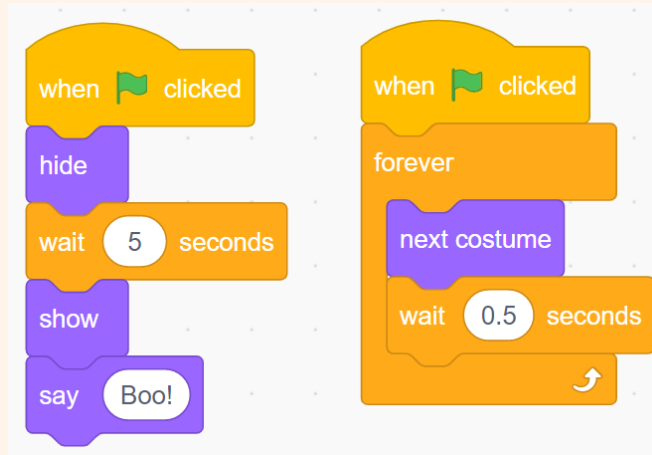 when clicked
hide
wait 5 seconds
show
say Boo!
when clicked
forever
next costume
wait 0.5 seconds